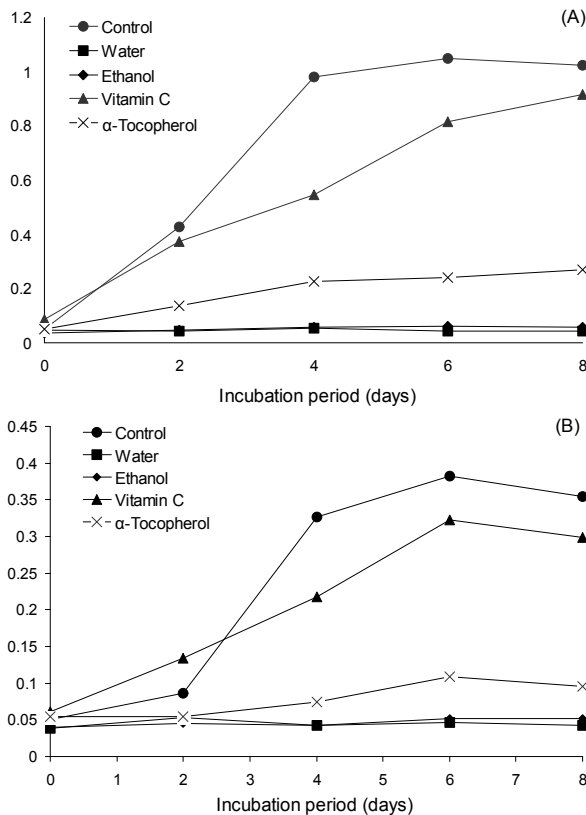 (A)
1.2
1
0.8
0.6
0.4
0.2
0
Control
Water
Ethanol
Vitamin C
α-Tocopherol
0 2 4 6 8
Incubation period (days)
(B)
0.45
0.4
0.35
0.3
0.25
0.2
0.15
0.1
0.05
0
Control
Water
Ethanol
Vitamin C
α-Tocopherol
0 1 2 3 4 5 6 7 8
Incubation period (days)